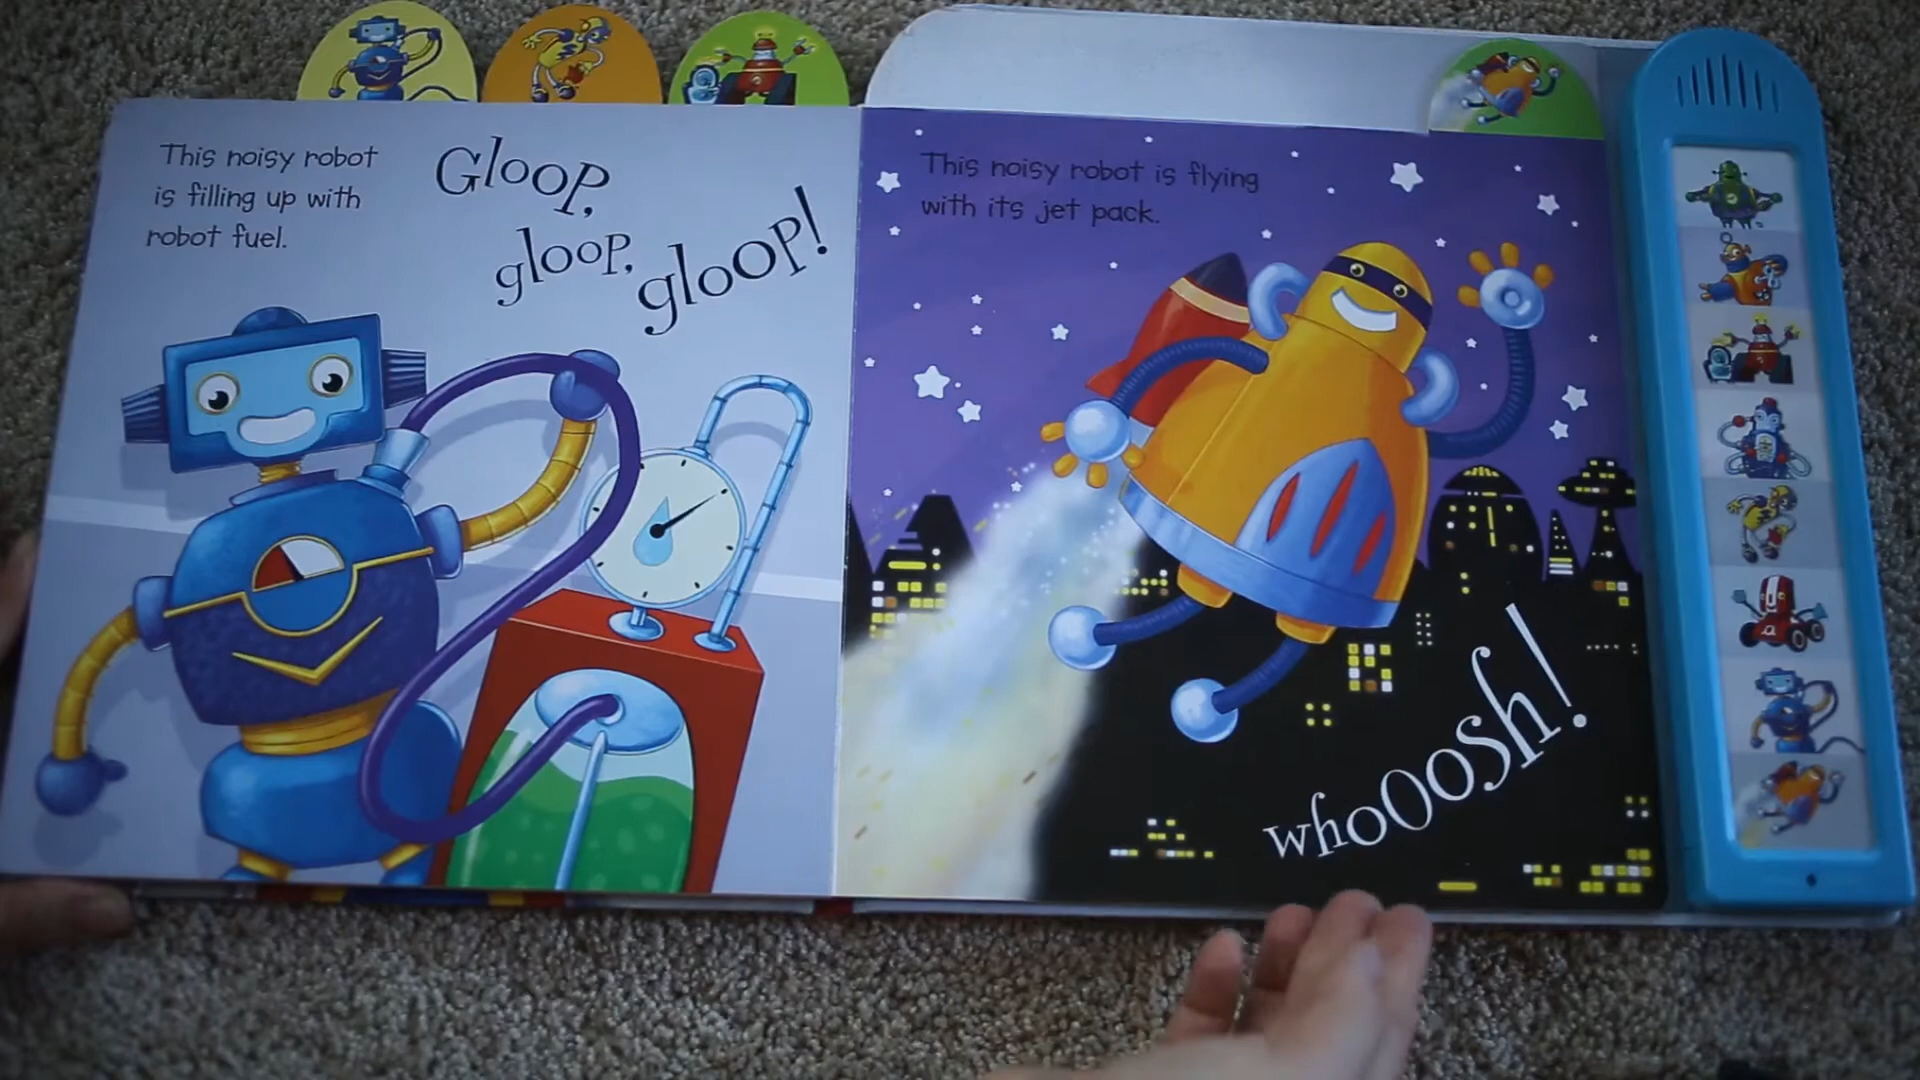 This noisy robot
is filling up with
robot fuel.
Gloop,
gloop,
gloop!
This noisy robot is flying
with its jet pack.
whoOosh!